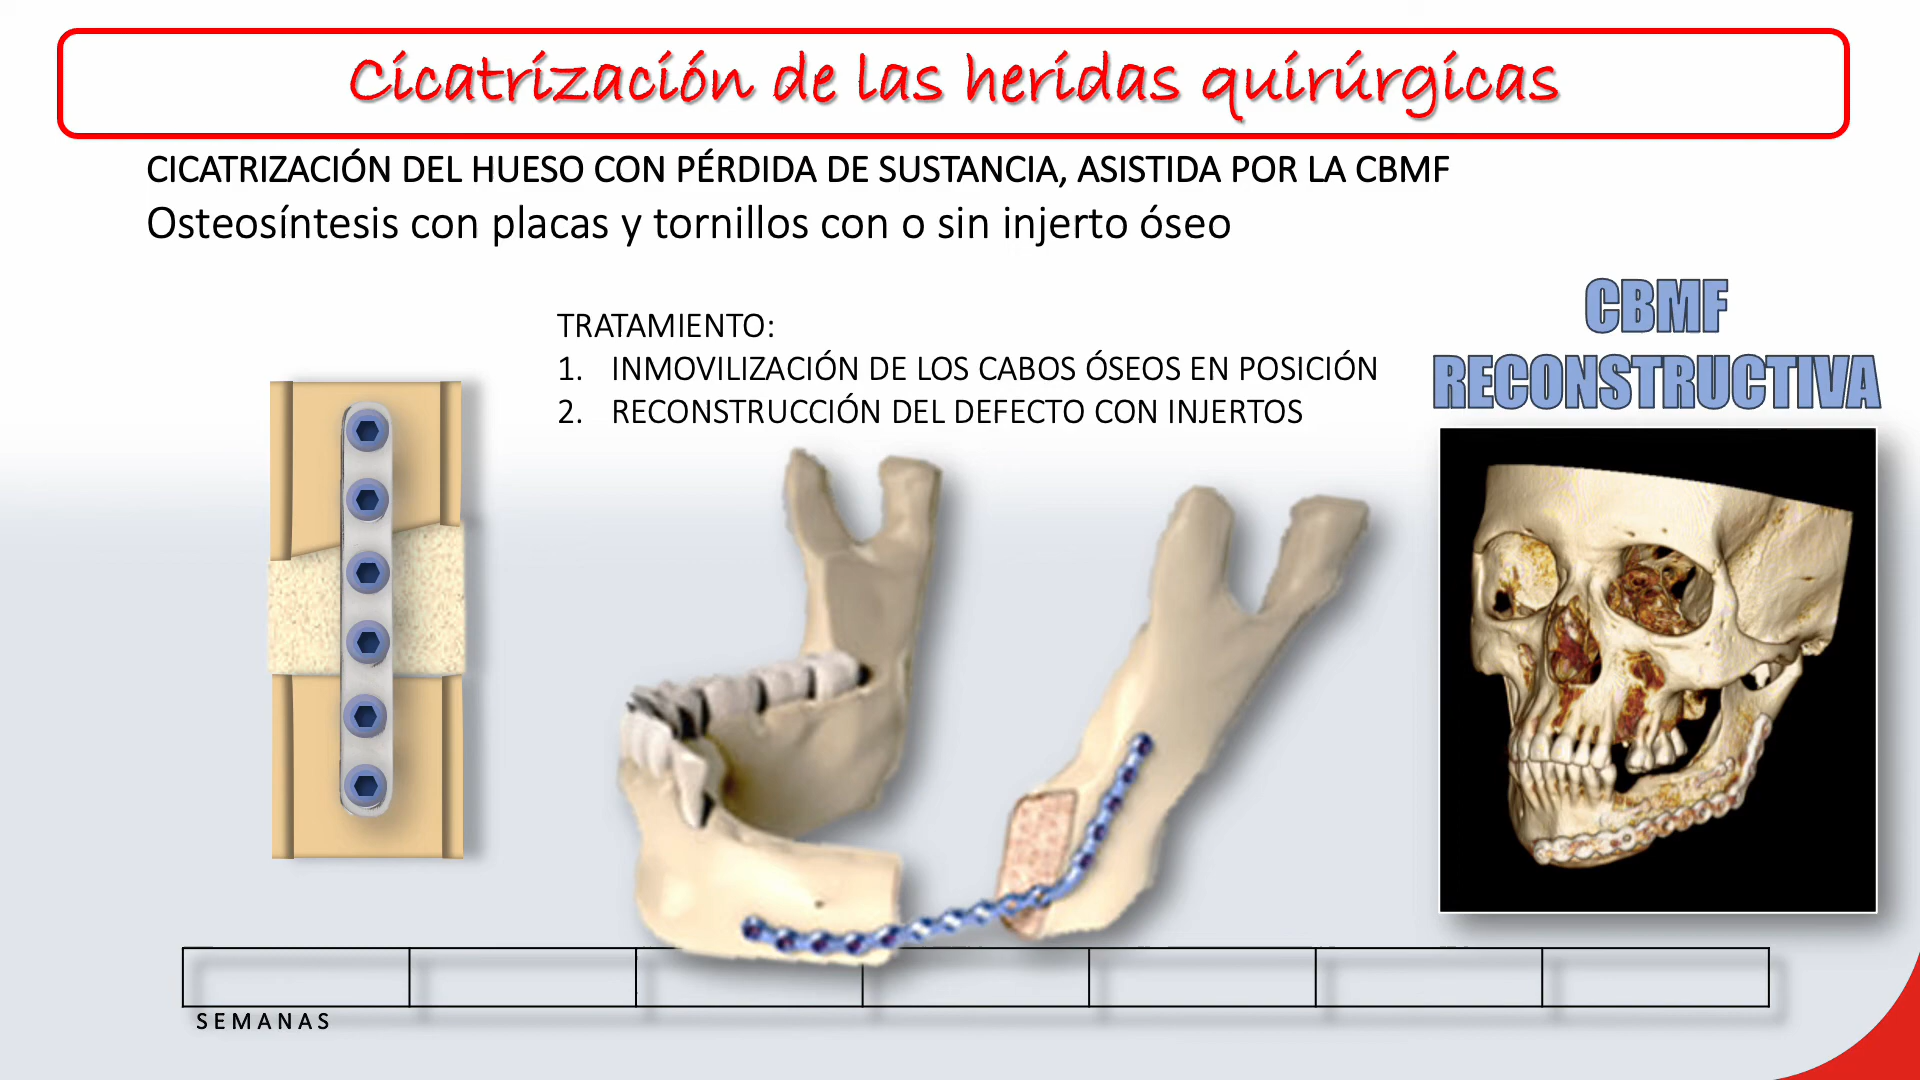 Cicatrización de las heridas quirúrgicas
CICATRIZACIÓN DEL HUESO CON PÉRDIDA DE SUSTANCIA, ASISTIDA POR LA CBMF
Osteosíntesis con placas y tornillos con o sin injerto óseo
TRATAMIENTO:
1. INMOVILIZACIÓN DE LOS CABOS ÓSEOS EN POSICIÓN
2. RECONSTRUCCIÓN DEL DEFECTO CON INJERTOS
CBMF
RECONSTRUCTIVA
SEMANAS